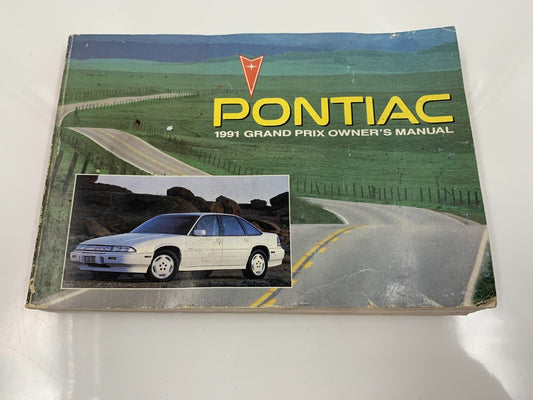 PONTIAC
1991 GRAND PRIX OWNER'S MANUAL